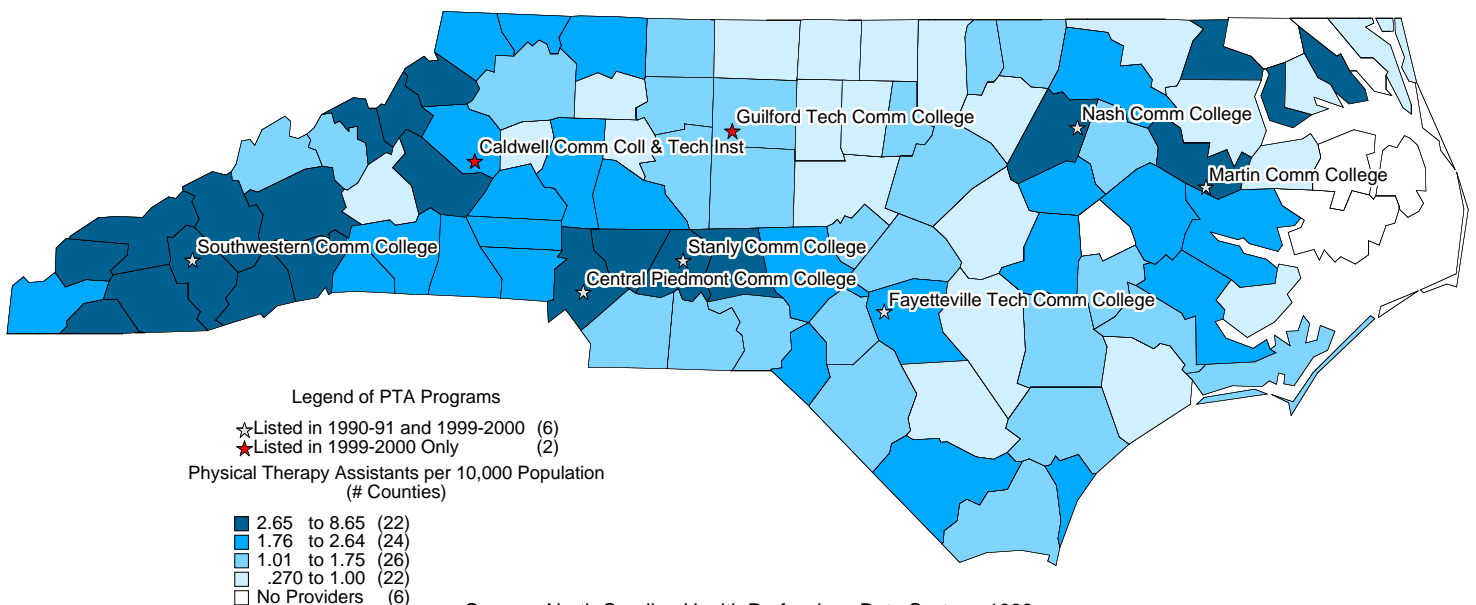 Guilford Tech Comm College
Nash Comm College
Caldwell Comm Coll & Tech Inst
Martin Comm College
Southwestern Comm College
Stanly Comm College
Central Piedmont Comm College
Fayetteville Tech Comm College
Legend of PTA Programs
Listed in 1990-91 and 1999-2000 (6)
Listed in 1999-2000 Only (2)
Physical Therapy Assistants per 10,000 Population
(# Counties)
2.65 to 8.65 (22)
1.76 to 2.64 (24)
1.01 to 1.75 (26)
.270 to 1.00 (22)
No Providers (6)